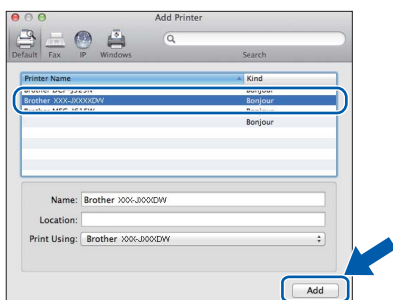 Add Printer
Default Fax IP Windows Search
Printer Name Kind
Bonjour
Brother XXX-JXXXXDW Bonjour
Bonjour
Name: Brother XXX-JXXXDW
Location:
Print Using: Brother XXX-JXXXDW
Add